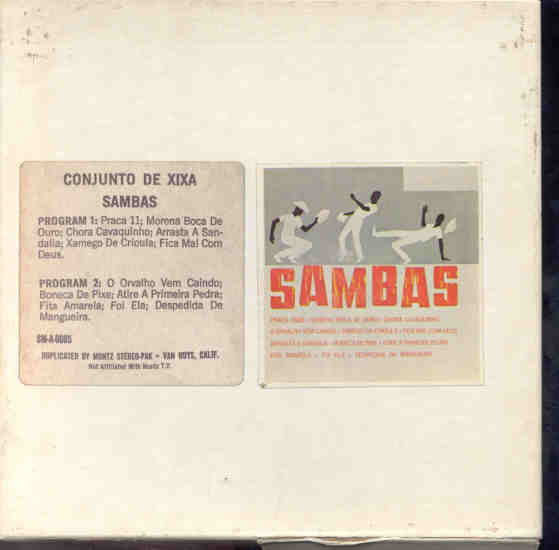 CONJUNTO DE XIXA
SAMBAS
PROGRAM 1: Praca 11; Morena Boca De
Ouro; Chora Cavaquinho; Arrasta A San-
dalia; Xamego De Crioula; Fica Mal Com
Deus.
PROGRAM 2: O Orvalho Vem Caindo;
Boneca De Pixe; Atire A Primeira Pedra;
Fita Amarela; Foi Ela; Despedida De
Mangueira.
SM-A-6065
DUPLICATED BY MUNTZ STEREO-PAK • VAN NUYS, CALIF.
Not Affiliated With Muntz T.V.
SAMBAS